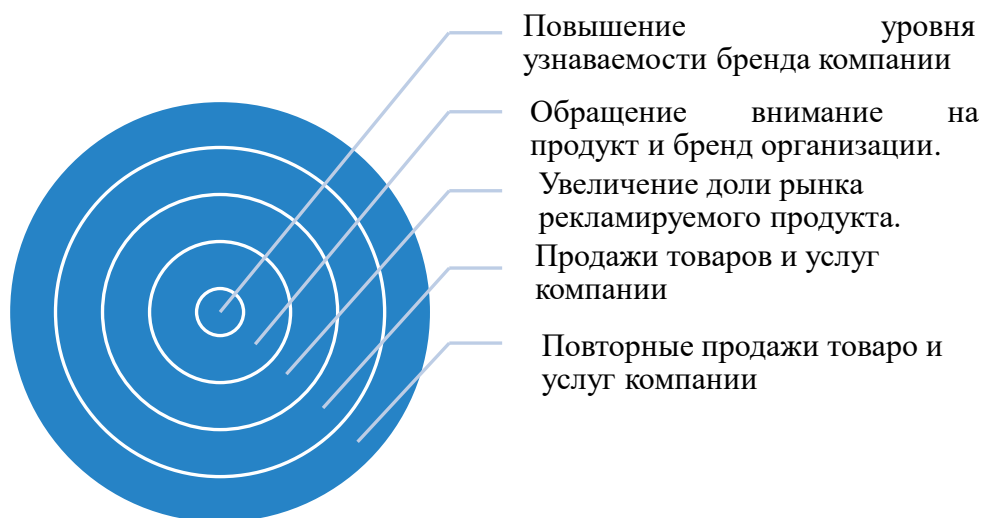 Повышение уровня
узнаваемости бренда компании
Обращение внимание на
продукт и бренд организации.
Увеличение доли рынка
рекламируемого продукта.
Продажи товаров и услуг
компании
Повторные продажи товаро и
услуг компании